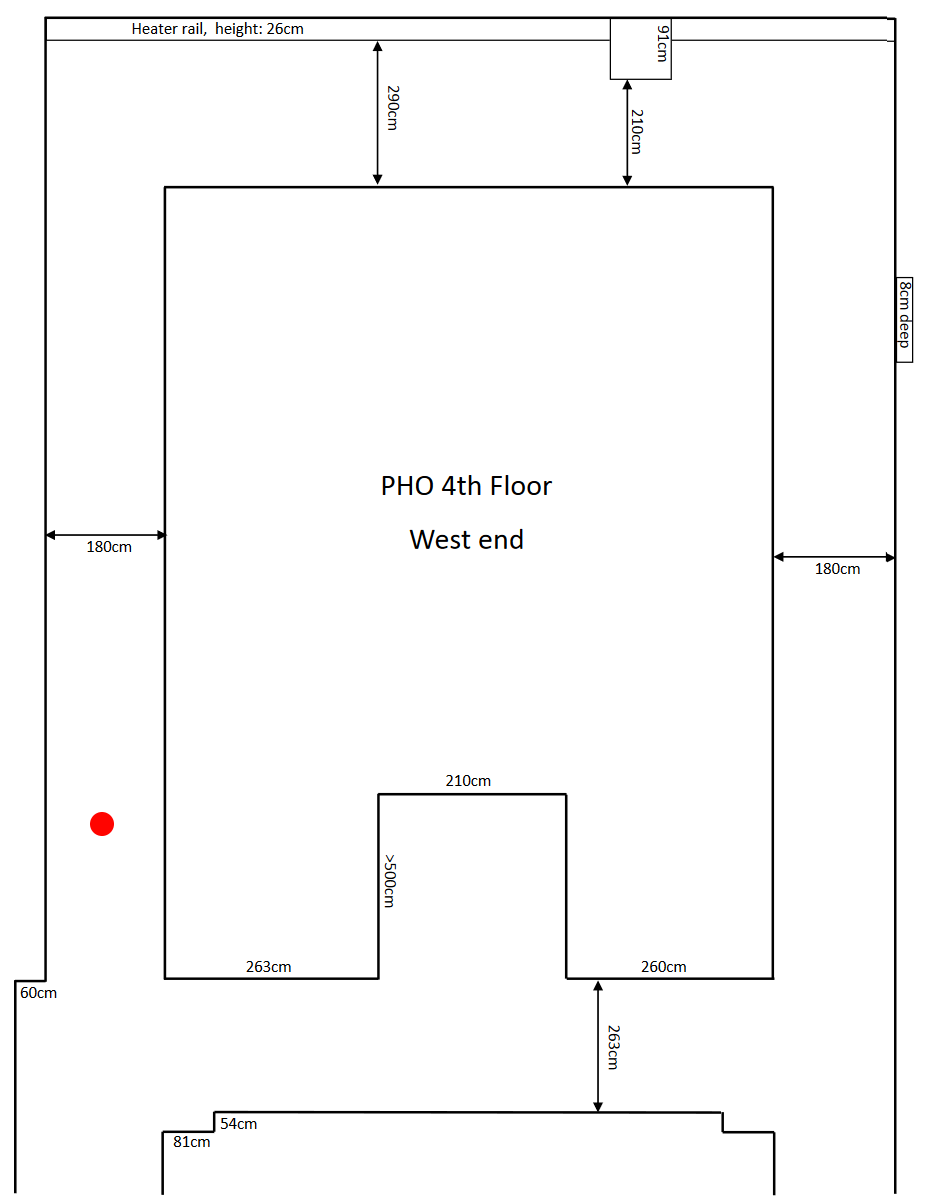 Heater rail,  height: 26cm
91cm
290cm
210cm
8cm deep
PHO 4th Floor
West end
180cm
180cm
210cm
>500cm
263cm
260cm
60cm
263cm
54cm
81cm